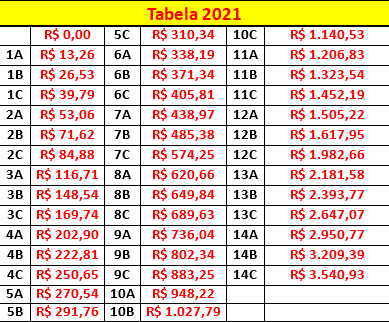 Tabela 2021
R$ 0,00 5C R$ 310,34 10C R$ 1.140,53
1A R$ 13,26 6A R$ 338,19 11A R$ 1.206,83
1B R$ 26,53 6B R$ 371,34 11B R$ 1.323,54
1C R$ 39,79 6C R$ 405,81 11C R$ 1.452,19
2A R$ 53,06 7A R$ 438,97 12A R$ 1.505,22
2B R$ 71,62 7B R$ 485,38 12B R$ 1.617,95
2C R$ 84,88 7C R$ 574,25 12C R$ 1.982,66
3A R$ 116,71 8A R$ 620,66 13A R$ 2.181,58
3B R$ 148,54 8B R$ 649,84 13B R$ 2.393,77
3C R$ 169,74 8C R$ 689,63 13C R$ 2.647,07
4A R$ 202,90 9A R$ 736,04 14A R$ 2.950,77
4B R$ 222,81 9B R$ 802,34 14B R$ 3.209,39
4C R$ 250,65 9C R$ 883,25 14C R$ 3.540,93
5A R$ 270,54 10A R$ 948,22
5B R$ 291,76 10B R$ 1.027,79